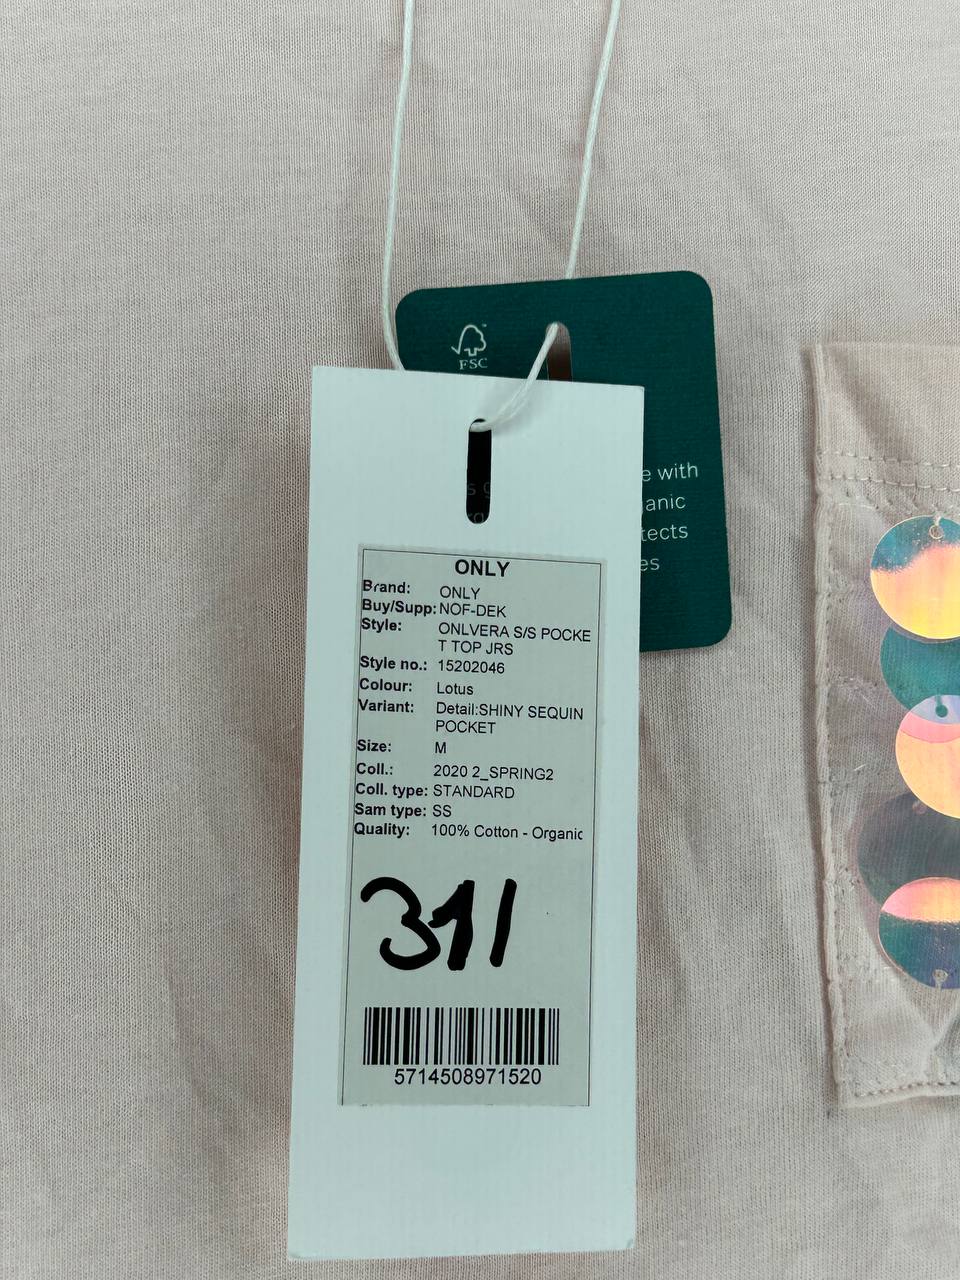 FSC
e with
anic
tects
es
ONLY
Brand: ONLY
Buy/Supp: NOF-DEK
Style: ONLVERA S/S POCKE
T TOP JRS
Style no.: 15202046
Colour: Lotus
Variant: Detail:SHINY SEQUIN
POCKET
Size: M
Coll.: 2020 2_SPRING2
Coll. type: STANDARD
Sam type: SS
Quality: 100% Cotton - Organic
311
5714508971520